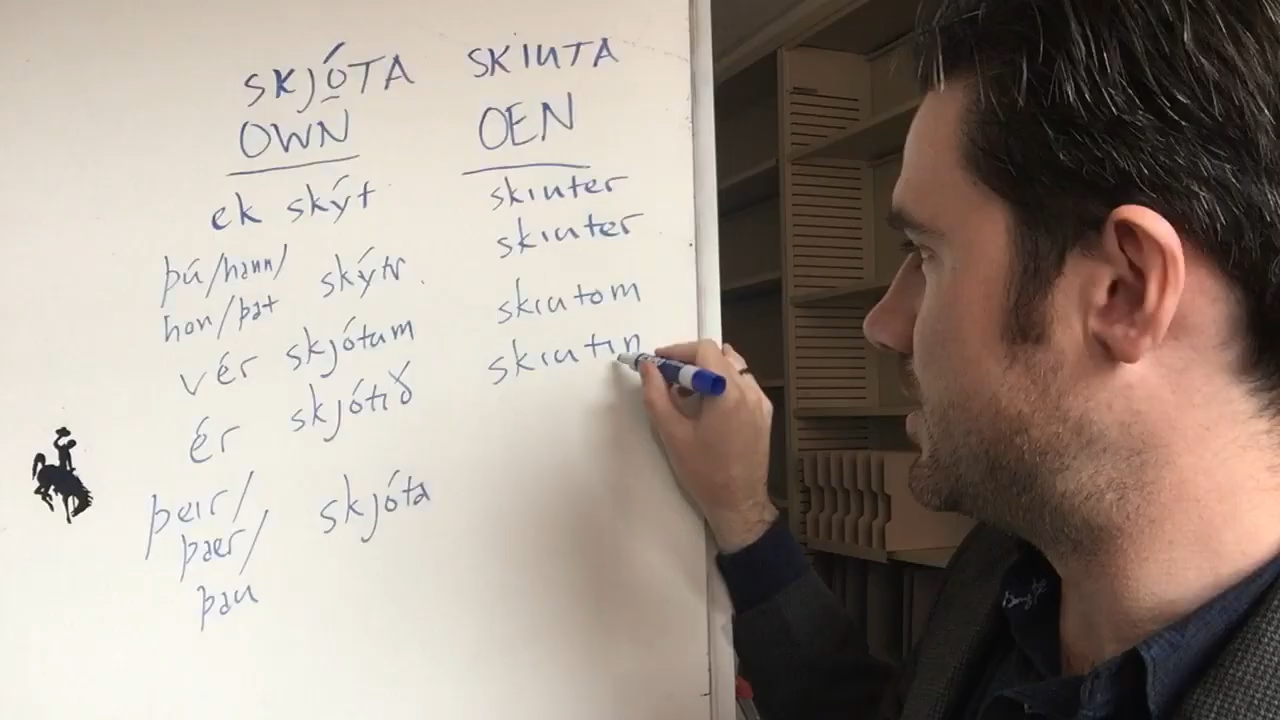 SKJÓTA SKIUTA
OWN OEN
ek skýt skiuter
þú/hann/ skýtr skiuter
hon/þat
vér skjótum skiutom
ér skjótið skiutin
þeir/ skjóta
þaer/
þau